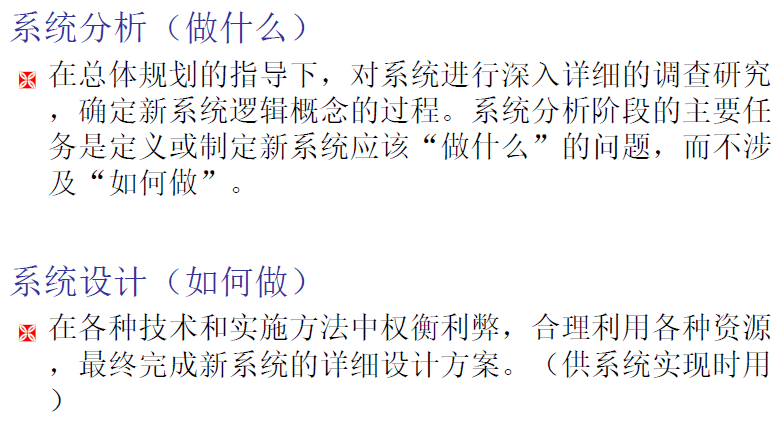 系统分析（做什么）
在总体规划的指导下，对系统进行深入详细的调查研究
，确定新系统逻辑概念的过程。系统分析阶段的主要任
务是定义或制定新系统应该“做什么”的问题，而不涉
及“如何做”。
系统设计（如何做）
在各种技术和实施方法中权衡利弊，合理利用各种资源
，最终完成新系统的详细设计方案。（供系统实现时用
）